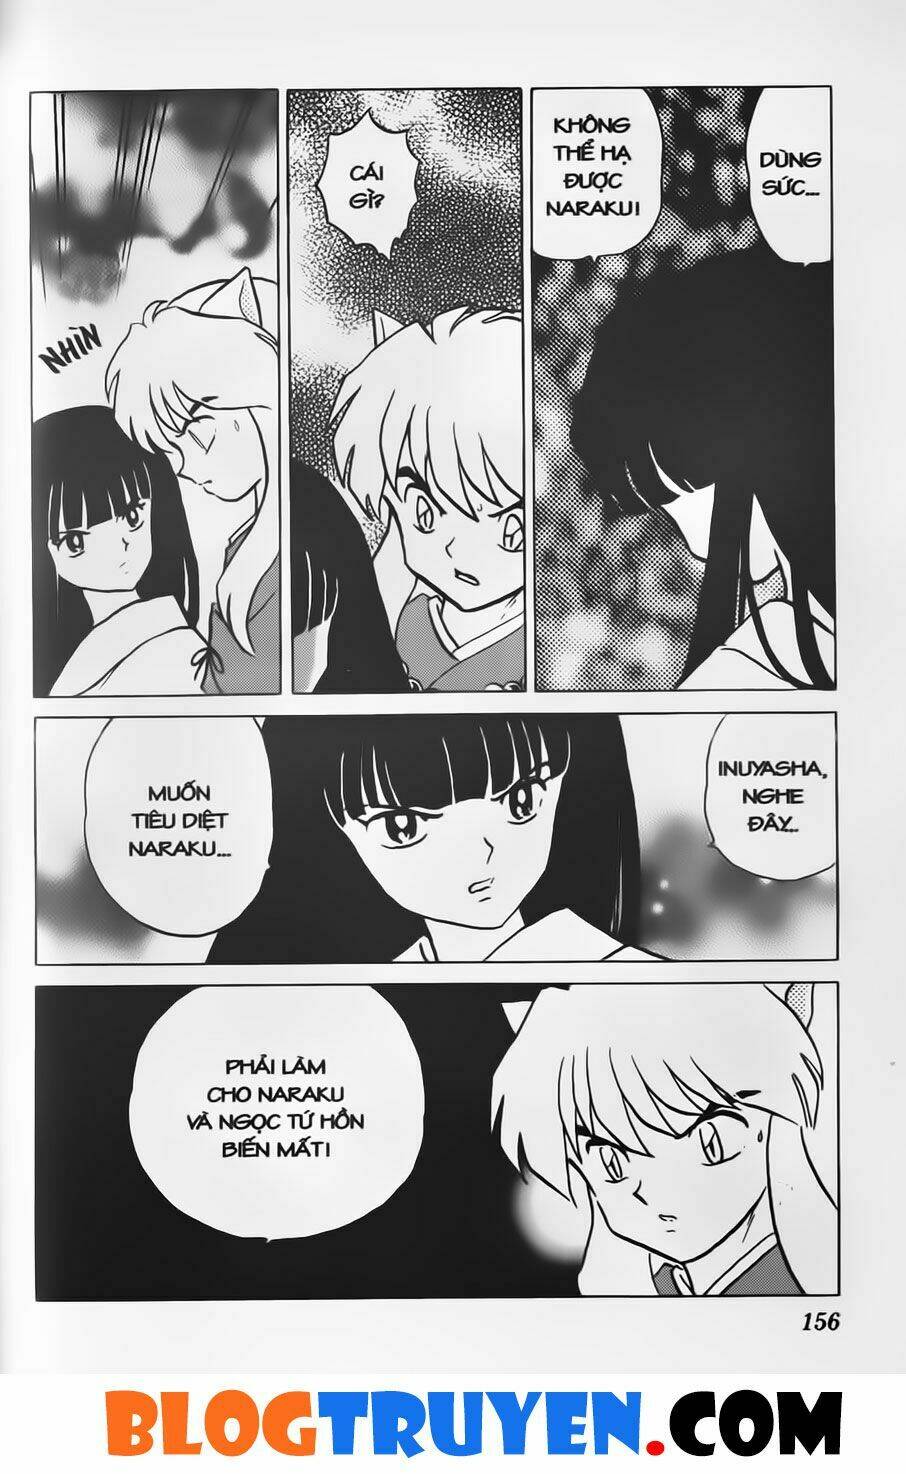 DÙNG
SỨC...
KHÔNG
THỂ HẠ
ĐƯỢC
NARAKU!
CÁI
GÌ?
NHÌN
INUYASHA,
NGHE
ĐÂY...
MUỐN
TIÊU DIỆT
NARAKU...
PHẢI LÀM
CHO NARAKU
VÀ NGỌC TỨ HỒN
BIẾN MẤT!
156
BLOGTRUYEN.COM